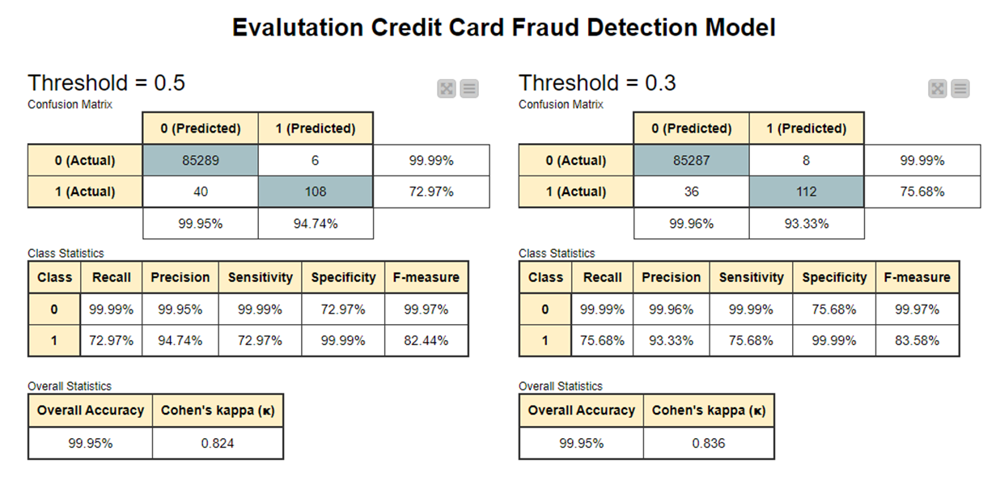 Evalutation Credit Card Fraud Detection Model
Threshold = 0.5
Confusion Matrix
0 (Predicted) 1 (Predicted)
0 (Actual) 85289 6 99.99%
1 (Actual) 40 108 72.97%
99.95% 94.74%
Class Statistics
Class Recall Precision Sensitivity Specificity F-measure
0 99.99% 99.95% 99.99% 72.97% 99.97%
1 72.97% 94.74% 72.97% 99.99% 82.44%
Overall Statistics
Overall Accuracy Cohen's kappa (κ)
99.95% 0.824
Threshold = 0.3
Confusion Matrix
0 (Predicted) 1 (Predicted)
0 (Actual) 85287 8 99.99%
1 (Actual) 36 112 75.68%
99.96% 93.33%
Class Statistics
Class Recall Precision Sensitivity Specificity F-measure
0 99.99% 99.96% 99.99% 75.68% 99.97%
1 75.68% 93.33% 75.68% 99.99% 83.58%
Overall Statistics
Overall Accuracy Cohen's kappa (κ)
99.95% 0.836